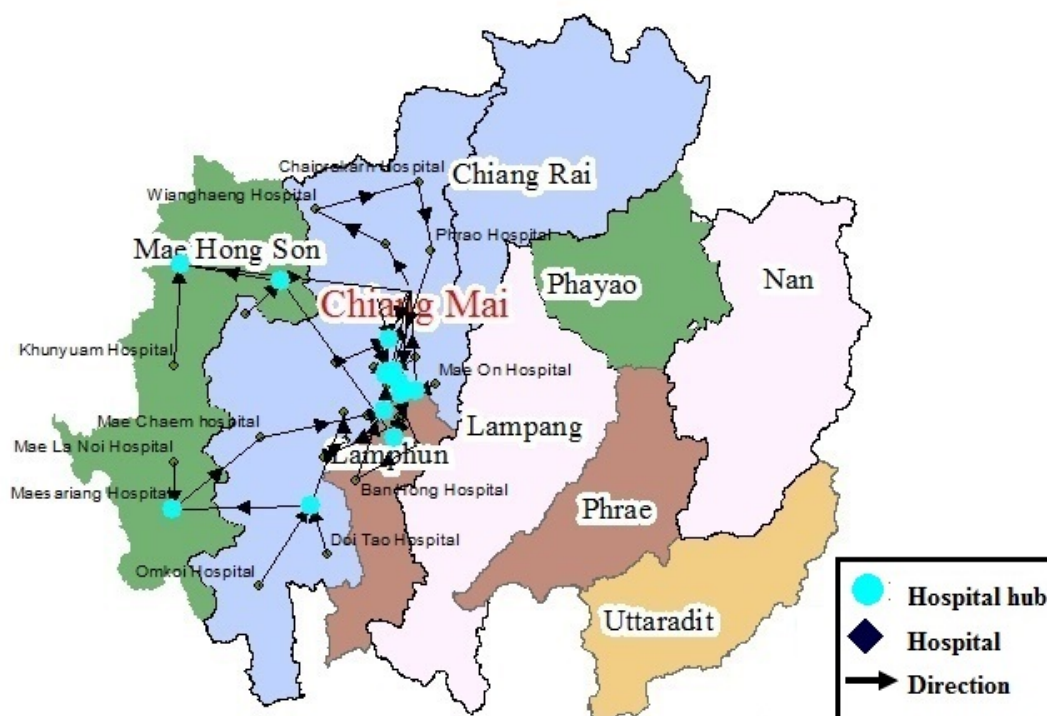 Chaiprakarn Hospital
Chiang Rai
Wianghaeng Hospital
Phrao Hospital
Mae Hong Son
Nan
Phayao
Chiang Mai
Khunyuam Hospital
Mae On Hospital
Mae Chaem hospital
Lampang
Mae La Noi Hospital
Lamphun
Maesariang Hospital
BanHong Hospital
Phrae
Doi Tao Hospital
Omkoi Hospital
Uttaradit
Hospital hub
Hospital
Direction